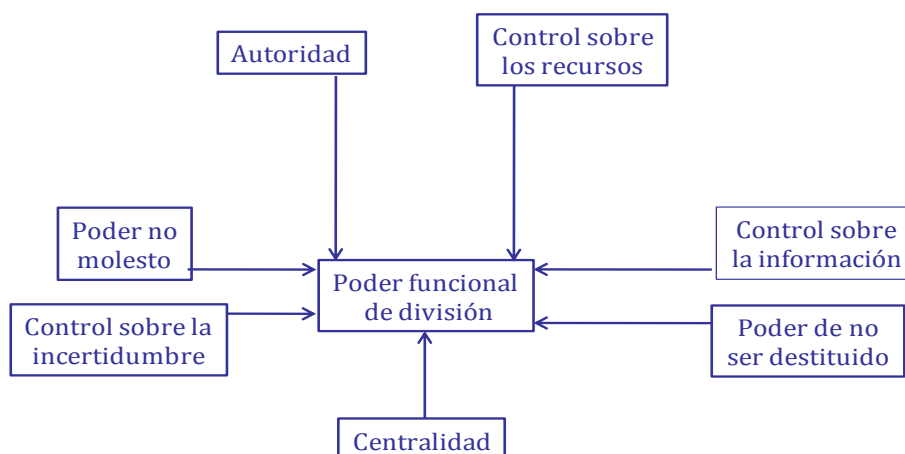 Autoridad
Control sobre
los recursos
Poder no
molesto
Control sobre
la información
Poder funcional
de división
Control sobre la
incertidumbre
Poder de no
ser destituido
Centralidad